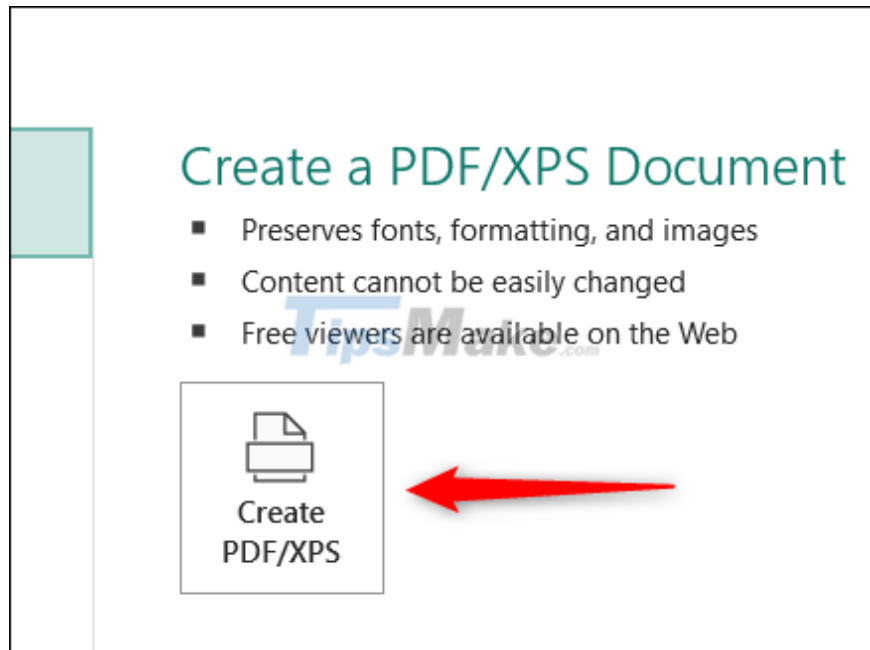 Create a PDF/XPS Document
Preserves fonts, formatting, and images
Content cannot be easily changed
Free viewers are available on the Web
TipsMake.com
Create
PDF/XPS